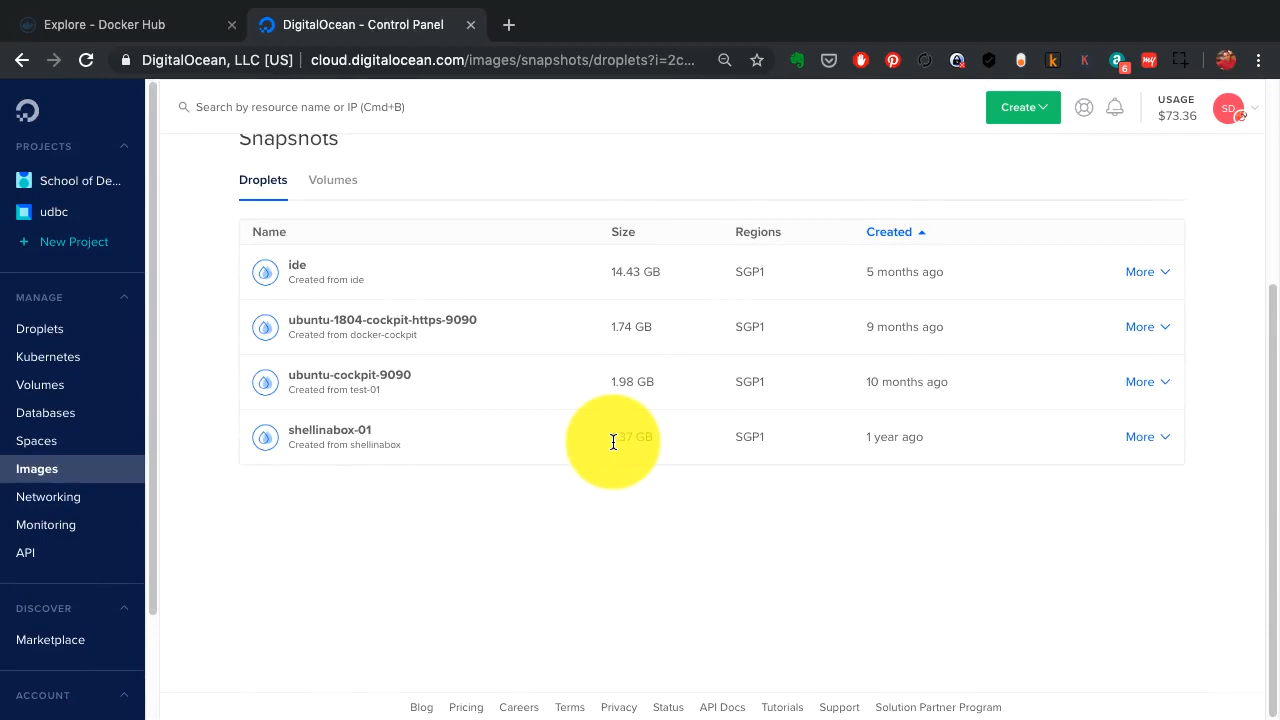 Explore - Docker Hub
DigitalOcean - Control Panel
DigitalOcean, LLC [US] cloud.digitalocean.com/images/snapshots/droplets?i=2c...
6
Search by resource name or IP (Cmd+B)
Create
USAGE
$73.36
SD
PROJECTS
School of De...
udbc
+ New Project
MANAGE
Droplets
Kubernetes
Volumes
Databases
Spaces
Images
Networking
Monitoring
API
DISCOVER
Marketplace
ACCOUNT
Snapshots
Droplets Volumes
Name Size Regions Created
ide 14.43 GB SGP1 5 months ago More
Created from ide
ubuntu-1804-cockpit-https-9090 1.74 GB SGP1 9 months ago More
Created from docker-cockpit
ubuntu-cockpit-9090 1.98 GB SGP1 10 months ago More
Created from test-01
shellinabox-01 GB SGP1 1 year ago More
Created from shellinabox
Blog Pricing Careers Terms Privacy Status API Docs Tutorials Support Solution Partner Program